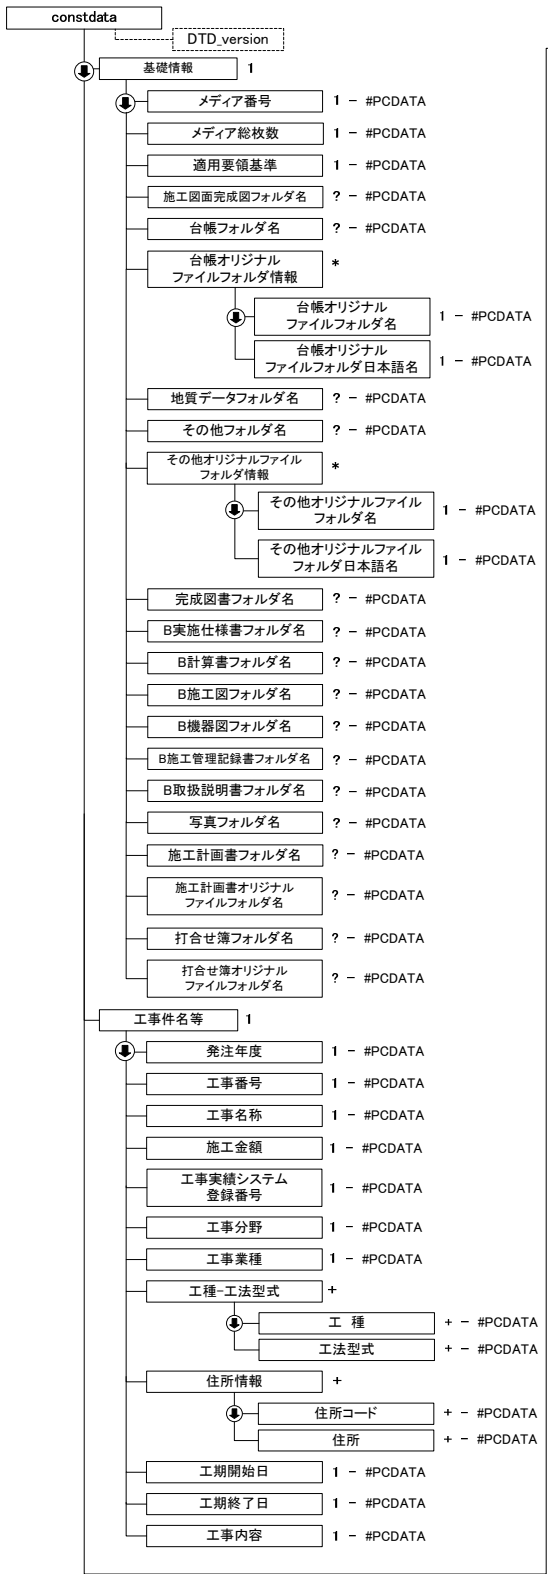 constdata
DTD_version
基礎情報 1
メディア番号 1 - #PCDATA
メディア総枚数 1 - #PCDATA
適用要領基準 1 - #PCDATA
施工図面完成図フォルダ名 ? - #PCDATA
台帳フォルダ名 ? - #PCDATA
台帳オリジナル
ファイルフォルダ情報 *
台帳オリジナル
ファイルフォルダ名 1 - #PCDATA
台帳オリジナル
ファイルフォルダ日本語名 1 - #PCDATA
地質データフォルダ名 ? - #PCDATA
その他フォルダ名 ? - #PCDATA
その他オリジナルファイル
フォルダ情報 *
その他オリジナルファイル
フォルダ名 1 - #PCDATA
その他オリジナルファイル
フォルダ日本語名 1 - #PCDATA
完成図書フォルダ名 ? - #PCDATA
B実施仕様書フォルダ名 ? - #PCDATA
B計算書フォルダ名 ? - #PCDATA
B施工図フォルダ名 ? - #PCDATA
B機器図フォルダ名 ? - #PCDATA
B施工管理記録書フォルダ名 ? - #PCDATA
B取扱説明書フォルダ名 ? - #PCDATA
写真フォルダ名 ? - #PCDATA
施工計画書フォルダ名 ? - #PCDATA
施工計画書オリジナル
ファイルフォルダ名 ? - #PCDATA
打合せ簿フォルダ名 ? - #PCDATA
打合せ簿オリジナル
ファイルフォルダ名 ? - #PCDATA
工事件名等 1
発注年度 1 - #PCDATA
工事番号 1 - #PCDATA
工事名称 1 - #PCDATA
施工金額 1 - #PCDATA
工事実績システム
登録番号 1 - #PCDATA
工事分野 1 - #PCDATA
工事業種 1 - #PCDATA
工種-工法型式 +
工 種 + - #PCDATA
工法型式 + - #PCDATA
住所情報 +
住所コード + - #PCDATA
住所 + - #PCDATA
工期開始日 1 - #PCDATA
工期終了日 1 - #PCDATA
工事内容 1 - #PCDATA